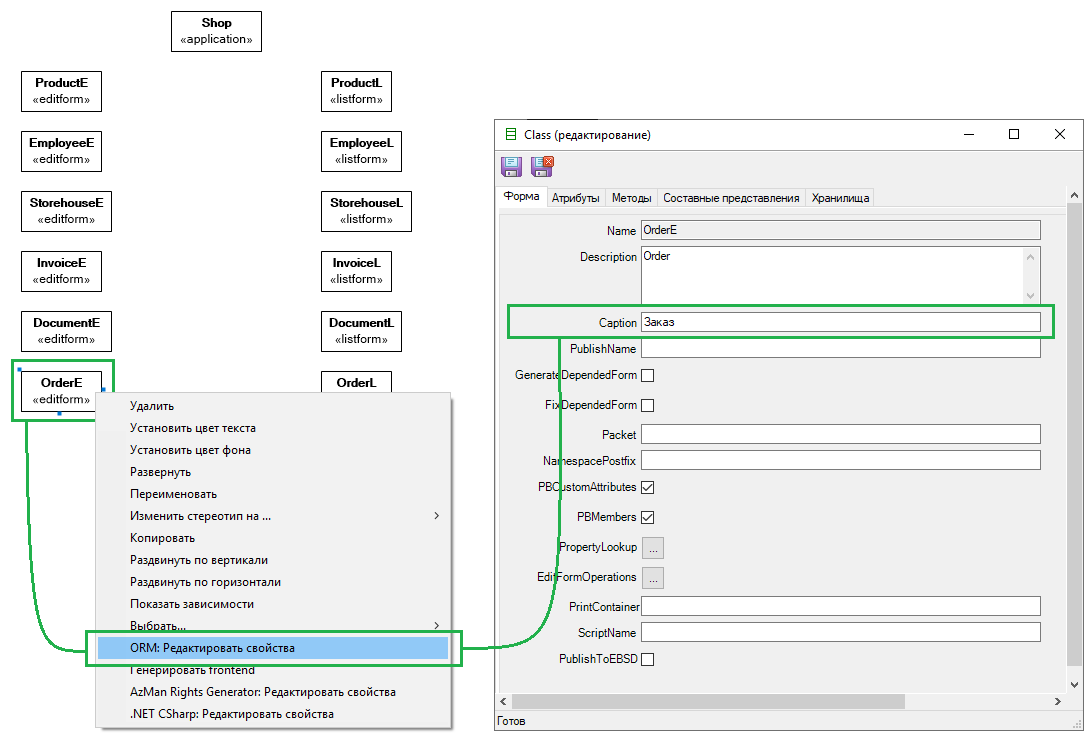 Shop
«application»
ProductE
«editform»
ProductL
«listform»
EmployeeE
«editform»
EmployeeL
«listform»
StorehouseE
«editform»
StorehouseL
«listform»
InvoiceE
«editform»
InvoiceL
«listform»
DocumentE
«editform»
DocumentL
«listform»
OrderE
«editform»
OrderL
Удалить
Установить цвет текста
Установить цвет фона
Развернуть
Переименовать
Изменить стереотип на ...
Копировать
Раздвинуть по вертикали
Раздвинуть по горизонтали
Показать зависимости
Выбрать...
ORM: Редактировать свойства
Генерировать frontend
AzMan Rights Generator: Редактировать свойства
.NET CSharp: Редактировать свойства
Class (редактирование)
Форма Атрибуты Методы Составные представления Хранилища
Name OrderE
Description Order
Caption Заказ
PublishName
GenerateDependedForm
FixDependedForm
Packet
NamespacePostfix
PBCustomAttributes
PBMembers
PropertyLookup ...
EditFormOperations ...
PrintContainer
ScriptName
PublishToEBSD
Готов